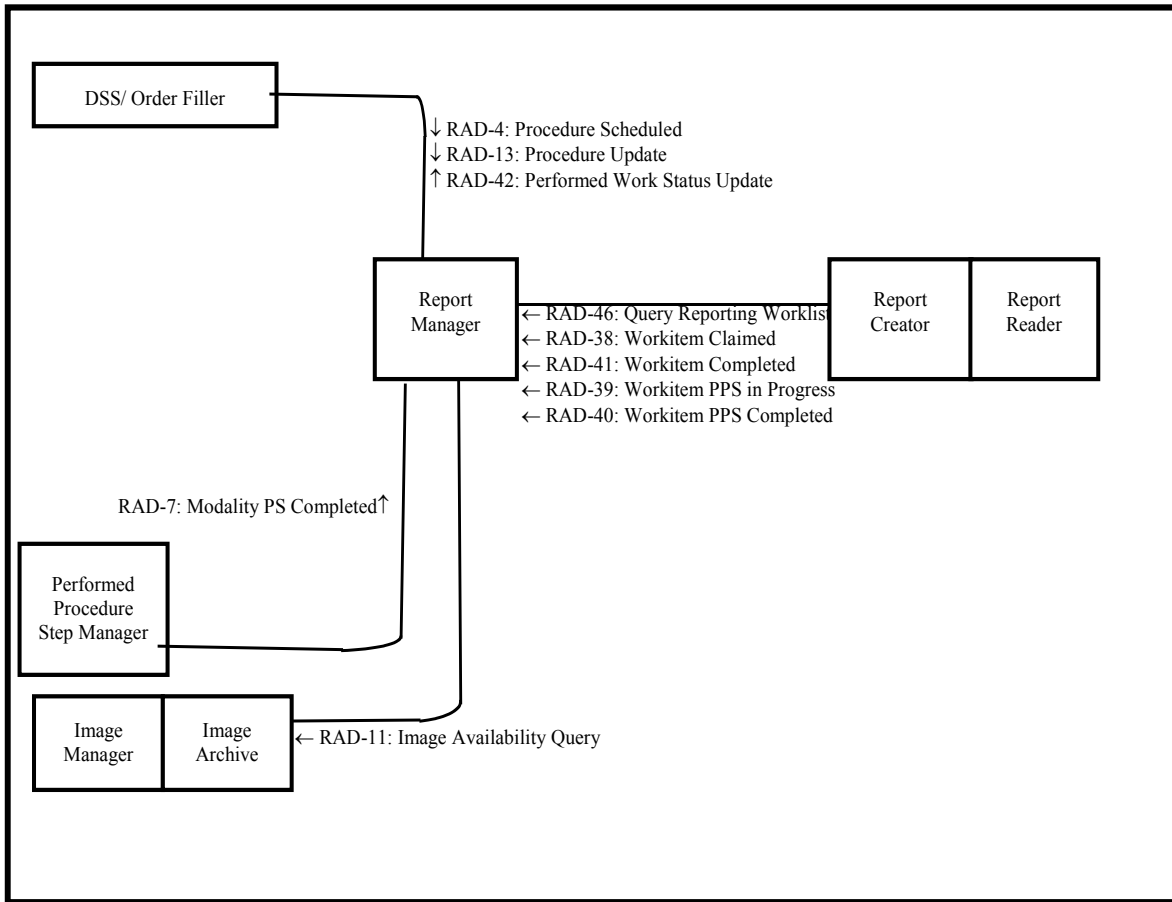 DSS/ Order Filler
↓ RAD-4: Procedure Scheduled
↓ RAD-13: Procedure Update
↑ RAD-42: Performed Work Status Update
Report
Manager
Report
Creator
Report
Reader
← RAD-46: Query Reporting Worklist
← RAD-38: Workitem Claimed
← RAD-41: Workitem Completed
← RAD-39: Workitem PPS in Progress
← RAD-40: Workitem PPS Completed
RAD-7: Modality PS Completed↑
Performed
Procedure
Step Manager
Image
Manager
Image
Archive
← RAD-11: Image Availability Query